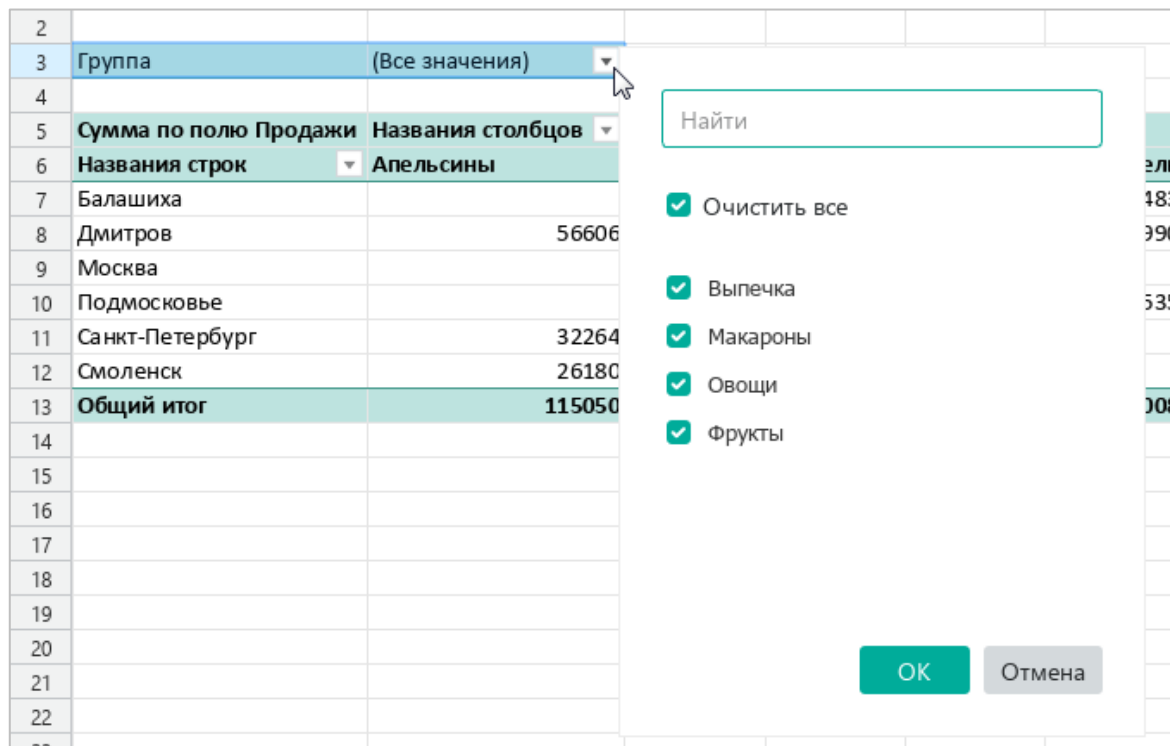 2
3 Группа (Все значения)
4
5 Сумма по полю Продажи Названия столбцов
6 Названия строк Апельсины
7 Балашиха
8 Дмитров 56606
9 Москва
10 Подмосковье
11 Санкт-Петербург 32264
12 Смоленск 26180
13 Общий итог 115050
14
15
16
17
18
19
20
21
22
Найти
Очистить все
Выпечка
Макароны
Овощи
Фрукты
ОК Отмена